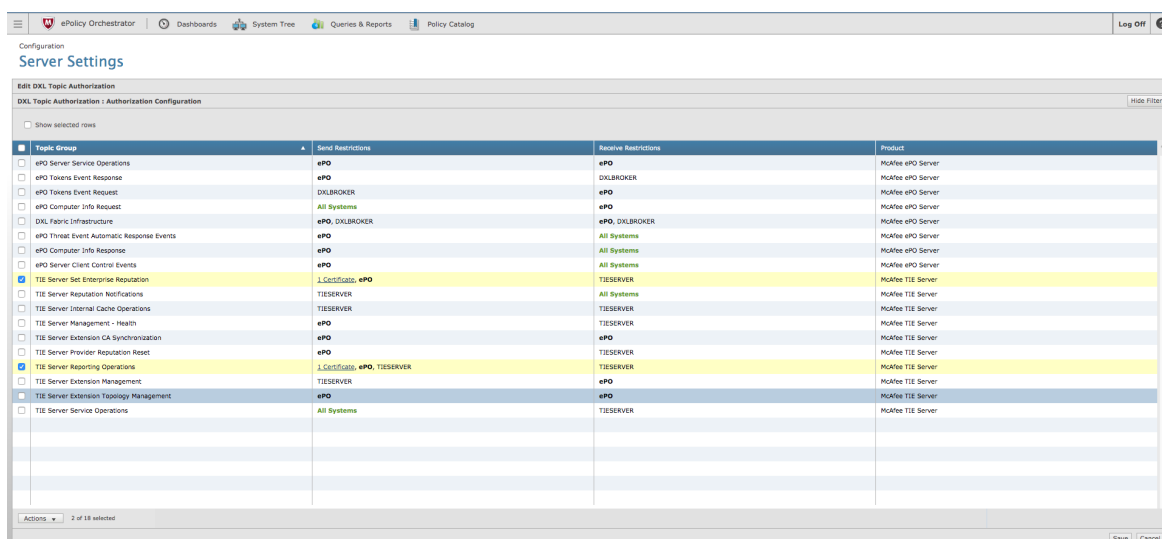 ePolicy Orchestrator Dashboards System Tree Queries & Reports Policy Catalog Log Off ?
Configuration
Server Settings
Edit DXL Topic Authorization
DXL Topic Authorization : Authorization Configuration Hide Filter
Show selected rows
Topic Group Send Restrictions Receive Restrictions Product
ePO Server Service Operations ePO ePO McAfee ePO Server
ePO Tokens Event Response ePO DXLBROKER McAfee ePO Server
ePO Tokens Event Request DXLBROKER ePO McAfee ePO Server
ePO Computer Info Request All Systems ePO McAfee ePO Server
DXL Fabric Infrastructure ePO, DXLBROKER ePO, DXLBROKER McAfee ePO Server
ePO Threat Event Automatic Response Events ePO All Systems McAfee ePO Server
ePO Computer Info Response ePO All Systems McAfee ePO Server
ePO Server Client Control Events ePO All Systems McAfee ePO Server
TIE Server Set Enterprise Reputation 1 Certificate, ePO TIESERVER McAfee TIE Server
TIE Server Reputation Notifications TIESERVER All Systems McAfee TIE Server
TIE Server Internal Cache Operations TIESERVER TIESERVER McAfee TIE Server
TIE Server Management - Health ePO TIESERVER McAfee TIE Server
TIE Server Extension CA Synchronization ePO ePO McAfee TIE Server
TIE Server Provider Reputation Reset ePO TIESERVER McAfee TIE Server
TIE Server Reporting Operations 1 Certificate, ePO, TIESERVER TIESERVER McAfee TIE Server
TIE Server Extension Management TIESERVER ePO McAfee TIE Server
TIE Server Extension Topology Management ePO ePO McAfee TIE Server
TIE Server Service Operations All Systems TIESERVER McAfee TIE Server
Actions 2 of 18 selected
Save Cancel